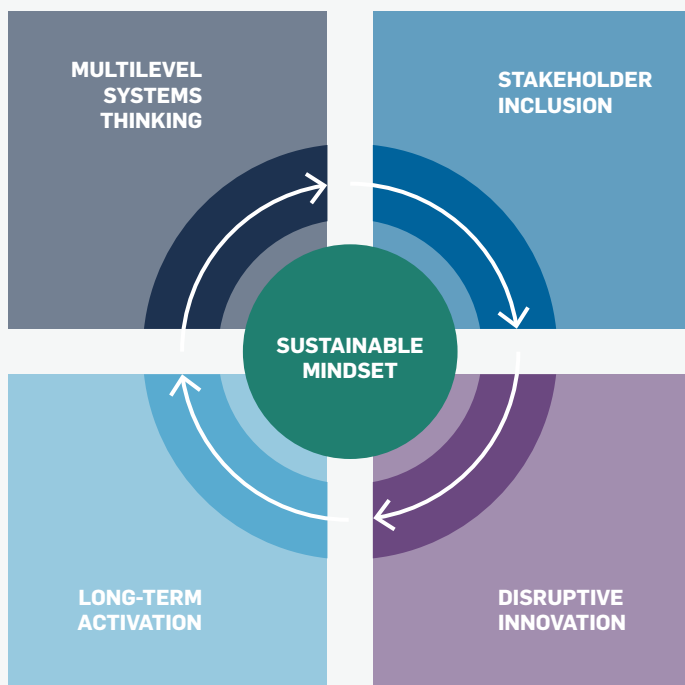 MULTILEVEL
SYSTEMS
THINKING
STAKEHOLDER
INCLUSION
SUSTAINABLE
MINDSET
LONG-TERM
ACTIVATION
DISRUPTIVE
INNOVATION